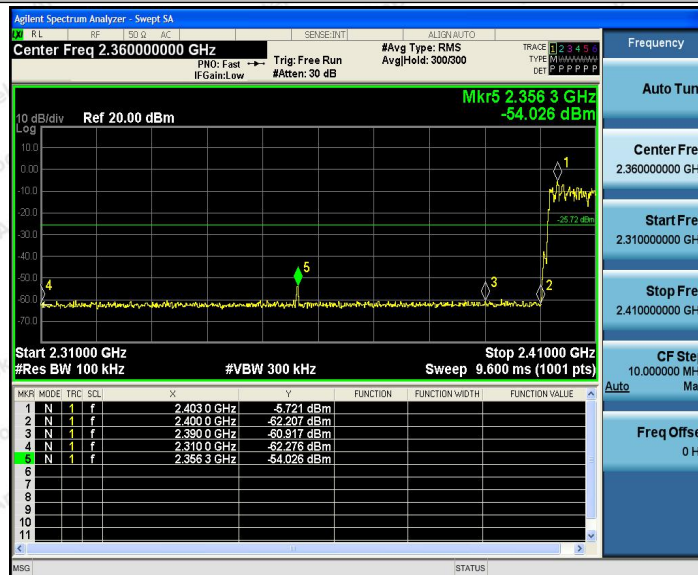 Agilent Spectrum Analyzer - Swept SA
LXI RL RF 50 Ω AC SENSE:INT ALIGN AUTO
Center Freq 2.360000000 GHz
PNO: Fast
IFGain:Low
Trig: Free Run
#Atten: 30 dB
#Avg Type: RMS
Avg|Hold: 300/300
TRACE 1 2 3 4 5 6
TYPE M
DET P P P P P P
Mkr5 2.356 3 GHz
-54.026 dBm
10 dB/div Ref 20.00 dBm
Log
10.0
0.00
-10.0
-20.0
-30.0
-40.0
-50.0
-60.0
-70.0
1
-25.72 dBm
5
4
3
2
Start 2.31000 GHz Stop 2.41000 GHz
#Res BW 100 kHz #VBW 300 kHz Sweep 9.600 ms (1001 pts)
MKR MODE TRC SCL X Y FUNCTION FUNCTION WIDTH FUNCTION VALUE
1 N 1 f 2.403 0 GHz -5.721 dBm
2 N 1 f 2.400 0 GHz -62.207 dBm
3 N 1 f 2.390 0 GHz -60.917 dBm
4 N 1 f 2.310 0 GHz -62.276 dBm
5 N 1 f 2.356 3 GHz -54.026 dBm
6
7
8
9
10
11
MSG STATUS
Frequency
Auto Tun
Center Fre
2.360000000 GH
Start Fre
2.310000000 GH
Stop Fre
2.410000000 GH
CF Ste
10.000000 MH
Auto Ma
Freq Offse
0 H